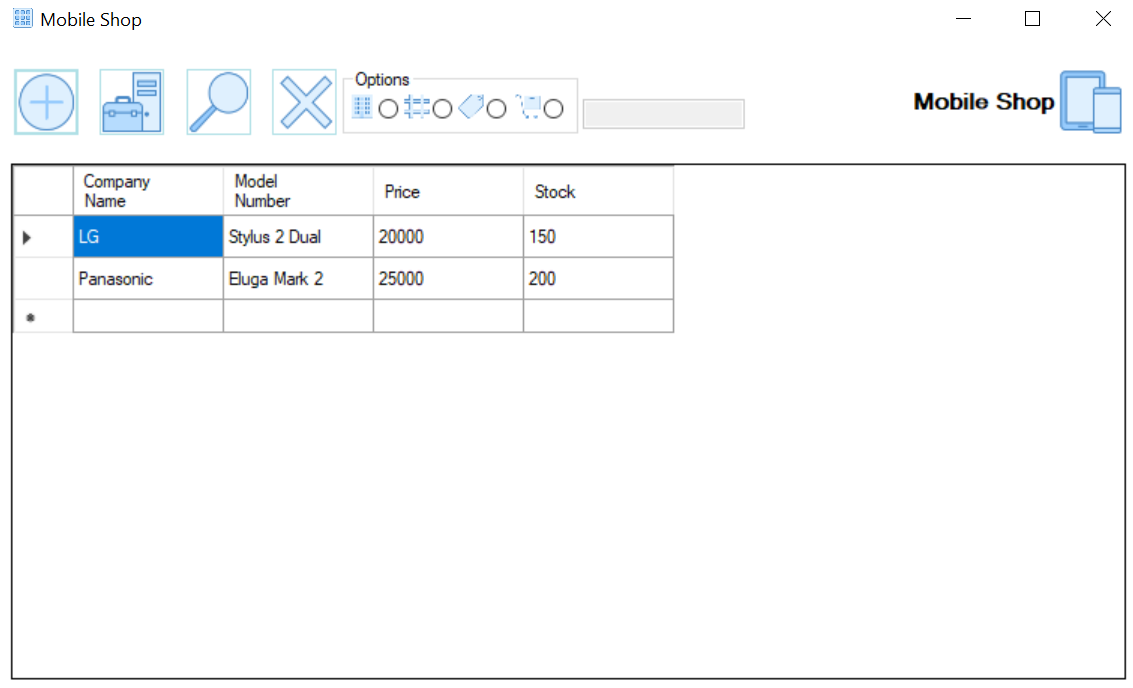 Mobile Shop
Options
Mobile Shop
Company
Name
Model
Number
Price
Stock
LG
Stylus 2 Dual
20000
150
Panasonic
Eluga Mark 2
25000
200